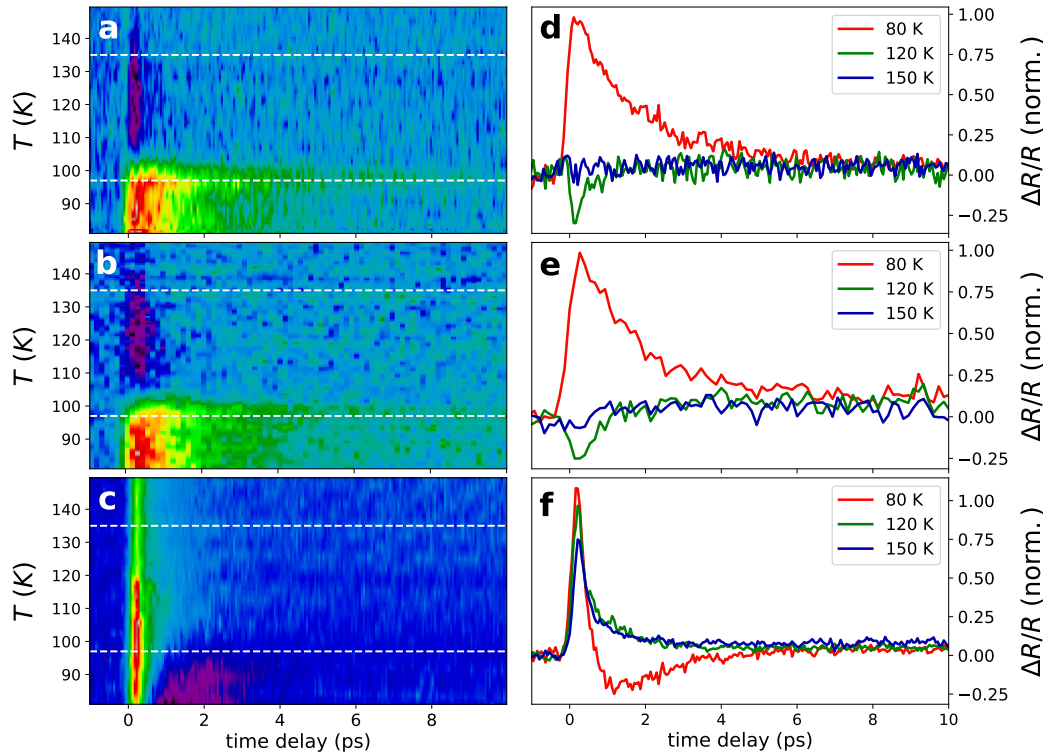 a
140
130
120
110
100
90
T (K)
b
140
130
120
110
100
90
T (K)
c
140
130
120
110
100
90
T (K)
0
2
4
6
8
time delay (ps)
d
80 K
120 K
150 K
1.00
0.75
0.50
0.25
0.00
−0.25
ΔR/R (norm.)
e
80 K
120 K
150 K
1.00
0.75
0.50
0.25
0.00
−0.25
ΔR/R (norm.)
f
80 K
120 K
150 K
1.00
0.75
0.50
0.25
0.00
−0.25
ΔR/R (norm.)
0
2
4
6
8
10
time delay (ps)